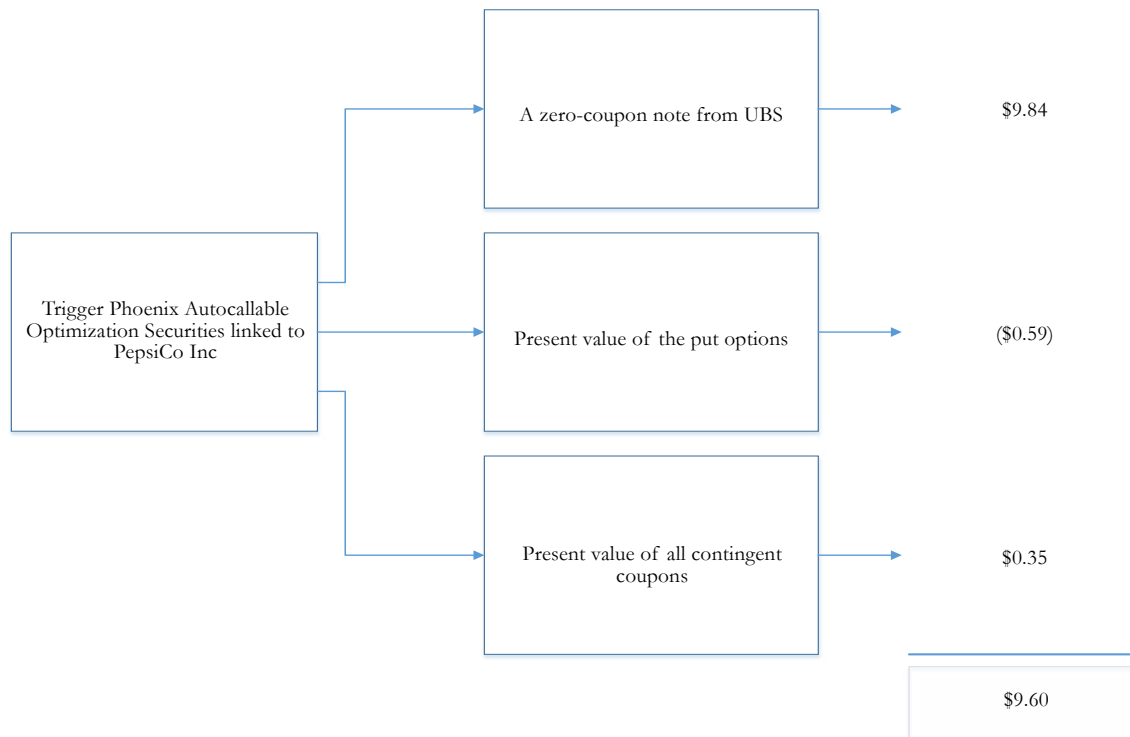 A zero-coupon note from UBS
$9.84
Trigger Phoenix Autocallable
Optimization Securities linked to
PepsiCo Inc
Present value of the put options
($0.59)
Present value of all contingent
coupons
$0.35
$9.60